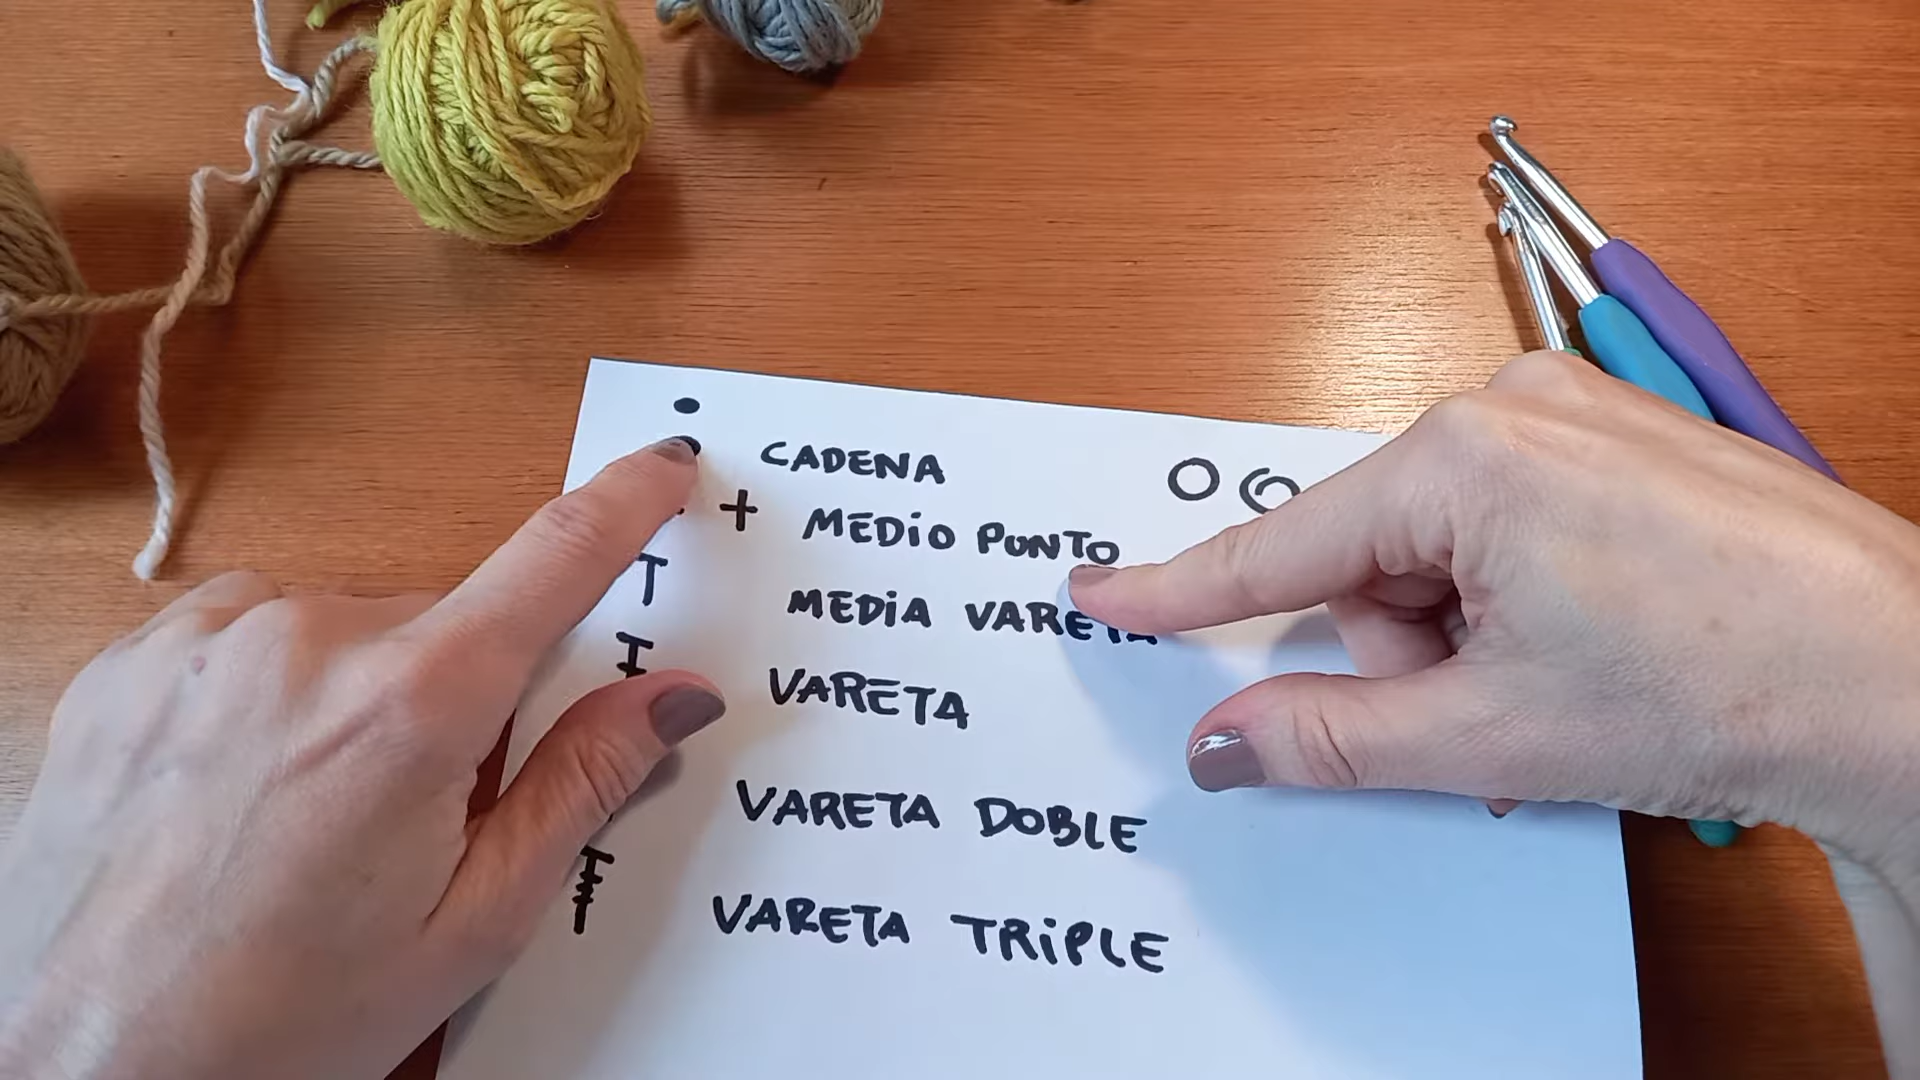 CADENA
+ MEDIO PUNTO
T MEDIA VARETA
VARETA
VARETA DOBLE
VARETA TRIPLE